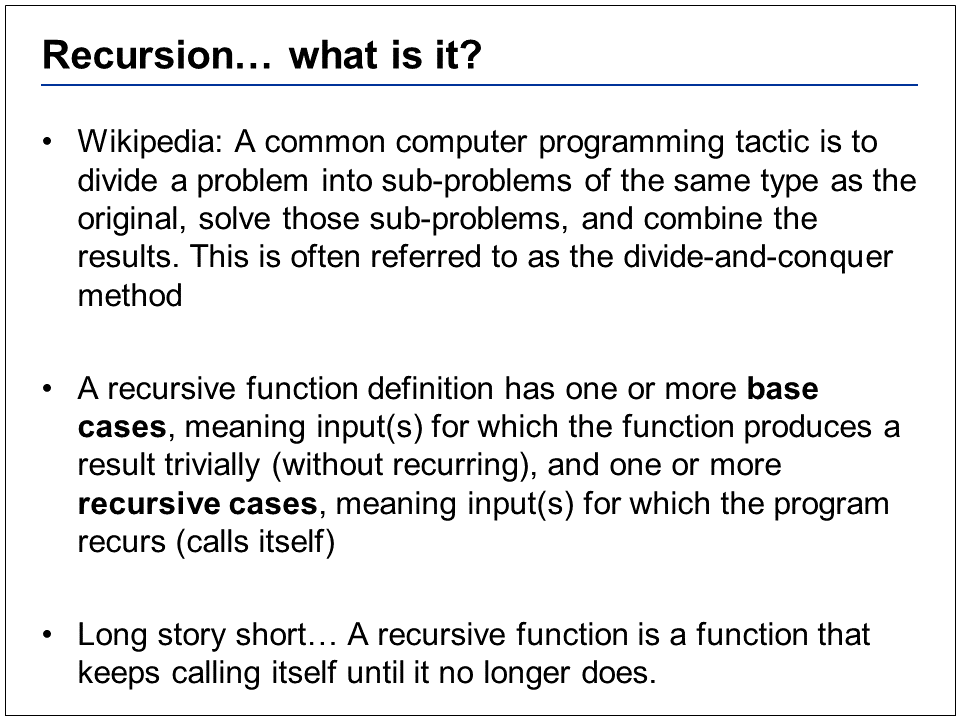 Recursion… what is it?
• Wikipedia: A common computer programming tactic is to
divide a problem into sub-problems of the same type as the
original, solve those sub-problems, and combine the
results. This is often referred to as the divide-and-conquer
method
• A recursive function definition has one or more base
cases, meaning input(s) for which the function produces a
result trivially (without recurring), and one or more
recursive cases, meaning input(s) for which the program
recurs (calls itself)
• Long story short… A recursive function is a function that
keeps calling itself until it no longer does.